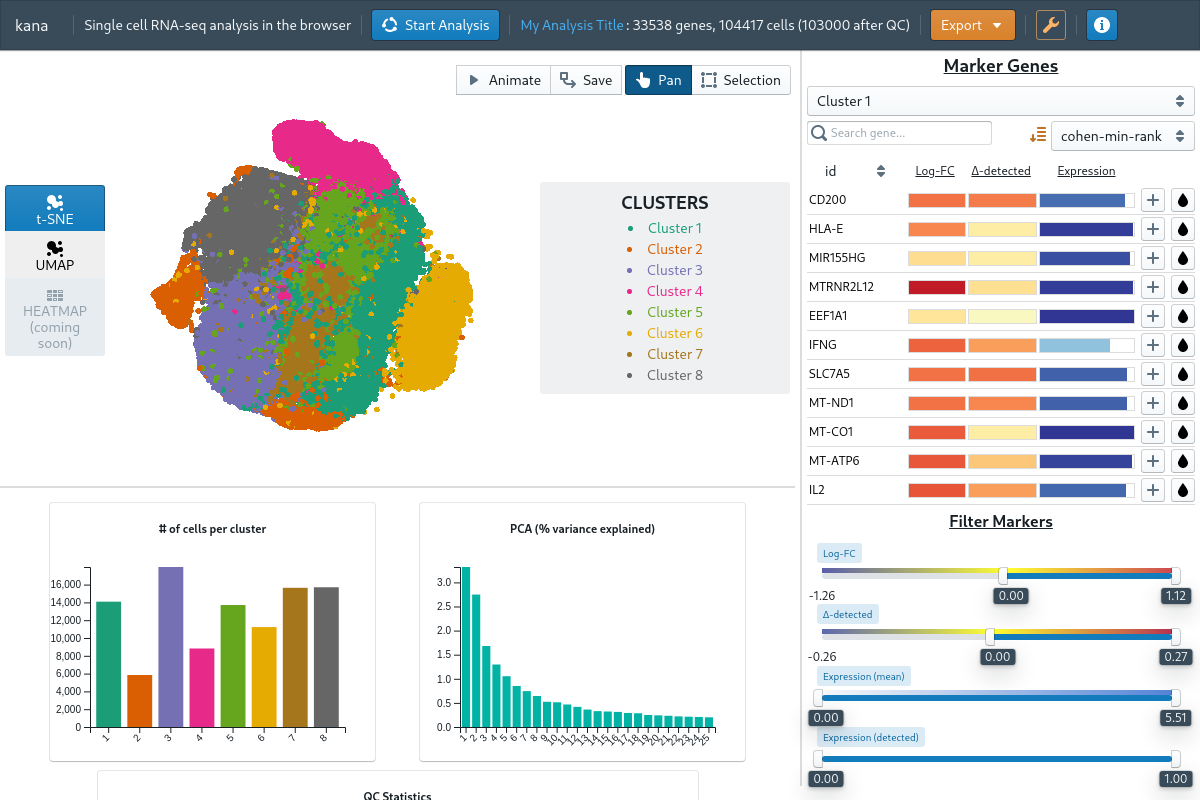 kana
Single cell RNA-seq analysis in the browser
Start Analysis
My Analysis Title : 33538 genes, 104417 cells (103000 after QC)
Export
Animate
Save
Pan
Selection
t-SNE
UMAP
HEATMAP
(coming
soon)
CLUSTERS
Cluster 1
Cluster 2
Cluster 3
Cluster 4
Cluster 5
Cluster 6
Cluster 7
Cluster 8
# of cells per cluster
16,000
14,000
12,000
10,000
8,000
6,000
4,000
2,000
0
1 2 3 4 5 6 7 8
PCA (% variance explained)
3.0
2.5
2.0
1.5
1.0
0.5
0.0
1 2 3 4 5 6 7 8 9 10 11 12 13 14 15 16 17 18 19 20 21 22 23 24 25
QC Statistics
Marker Genes
Cluster 1
Search gene...
cohen-min-rank
id Log-FC Δ-detected Expression
CD200
HLA-E
MIR155HG
MTRNR2L12
EEF1A1
IFNG
SLC7A5
MT-ND1
MT-CO1
MT-ATP6
IL2
Filter Markers
Log-FC
-1.26 0.00 1.12
Δ-detected
-0.26 0.00 0.27
Expression (mean)
0.00 5.51
Expression (detected)
0.00 1.00